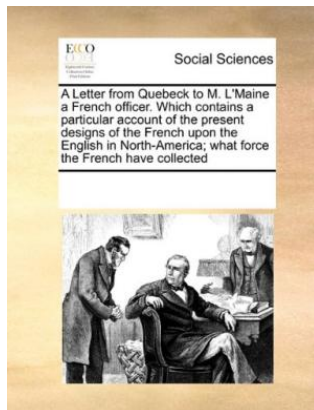 ECCO
Social Sciences
A Letter from Quebeck to M. L'Maine
a French officer. Which contains a
particular account of the present
designs of the French upon the
English in North-America; what force
the French have collected